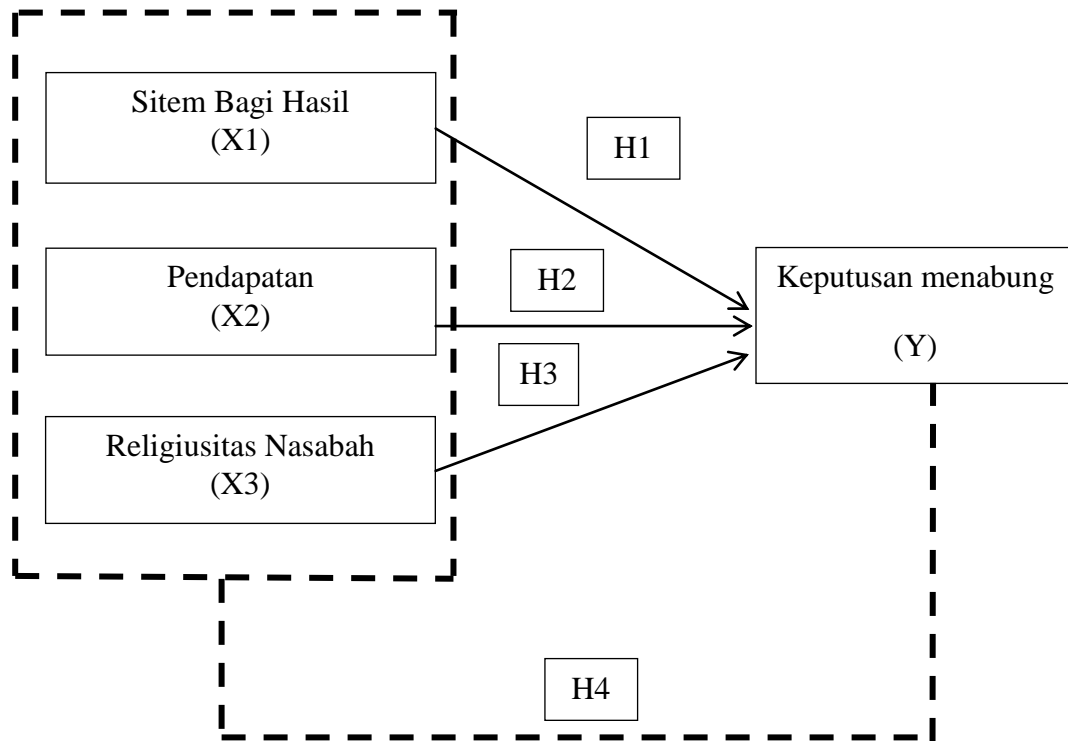 Sitem Bagi Hasil
(X1)
H1
Pendapatan
(X2)
H2
Keputusan menabung
(Y)
H3
Religiusitas Nasabah
(X3)
H4